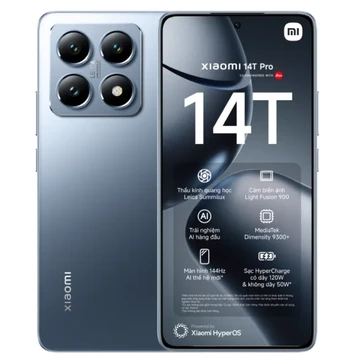 xiaomi
mi
xiaomi 14T Pro
14T
Thấu kính quang học
Leica Summilux
Cảm biến ảnh
Light Fusion 900
AI
Trải nghiệm
AI hàng đầu
MediaTek
Dimensity 9300+
Màn hình 144Hz
AI thế hệ mới*
Sạc HyperCharge
có dây 120W
& không dây 50W*
Powered by
Xiaomi HyperOS